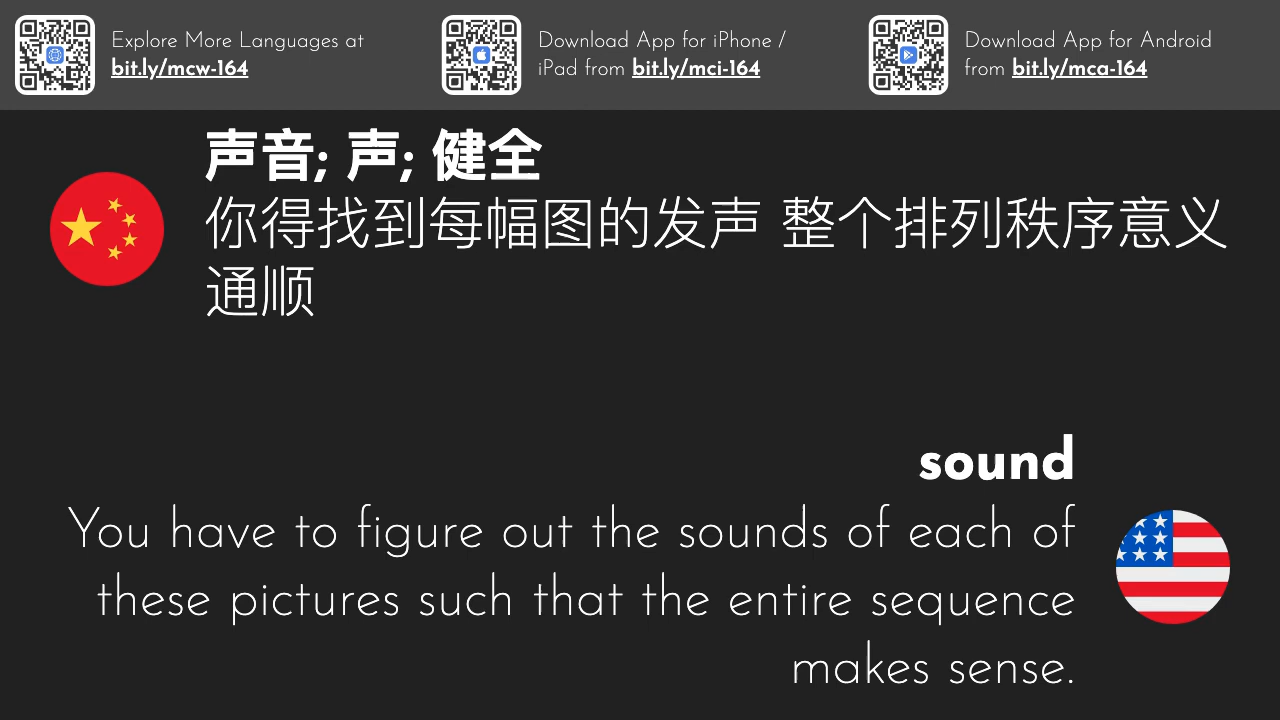 Explore More Languages at
bit.ly/mcw-164
Download App for iPhone /
iPad from bit.ly/mci-164
Download App for Android
from bit.ly/mca-164
声音; 声; 健全
你得找到每幅图的发声 整个排列秩序意义
通顺
sound
You have to figure out the sounds of each of
these pictures such that the entire sequence
makes sense.